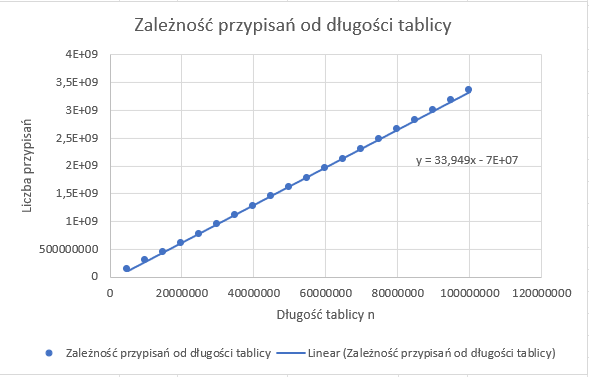 Zależność przypisań od długości tablicy
4E+09
3,5E+09
3E+09
2,5E+09
2E+09
1,5E+09
1E+09
500000000
0
Liczba przypisań
y = 33,949x - 7E+07
0 20000000 40000000 60000000 80000000 100000000 120000000
Długość tablicy n
Zależność przypisań od długości tablicy Linear (Zależność przypisań od długości tablicy)